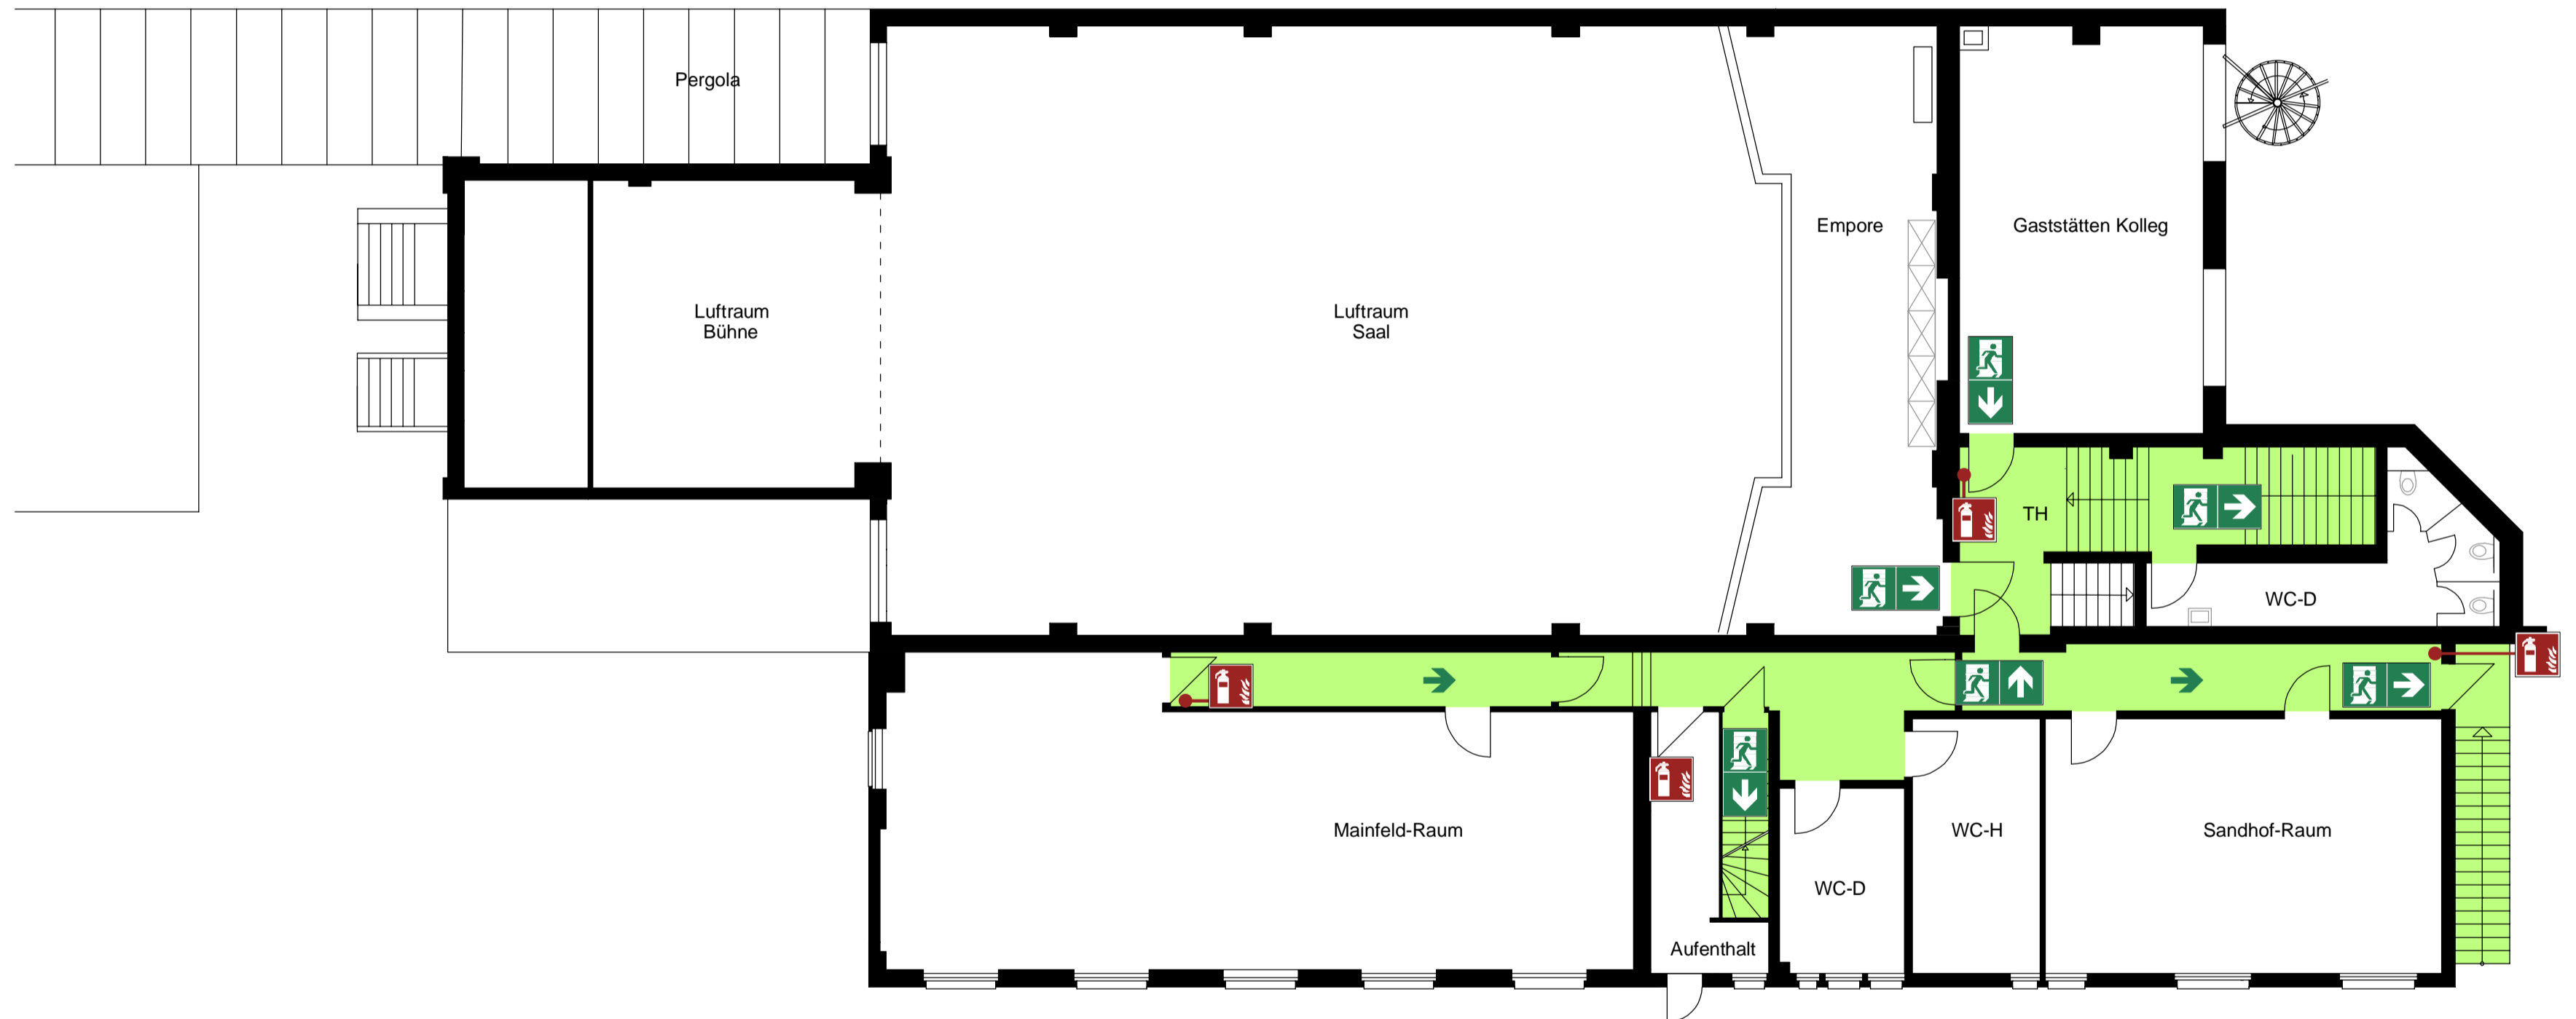 Pergola
Empore
Gaststätten Kolleg
Luftraum
Bühne
Luftraum
Saal
TH
WC-D
Mainfeld-Raum
WC-H
Sandhof-Raum
WC-D
Aufenthalt